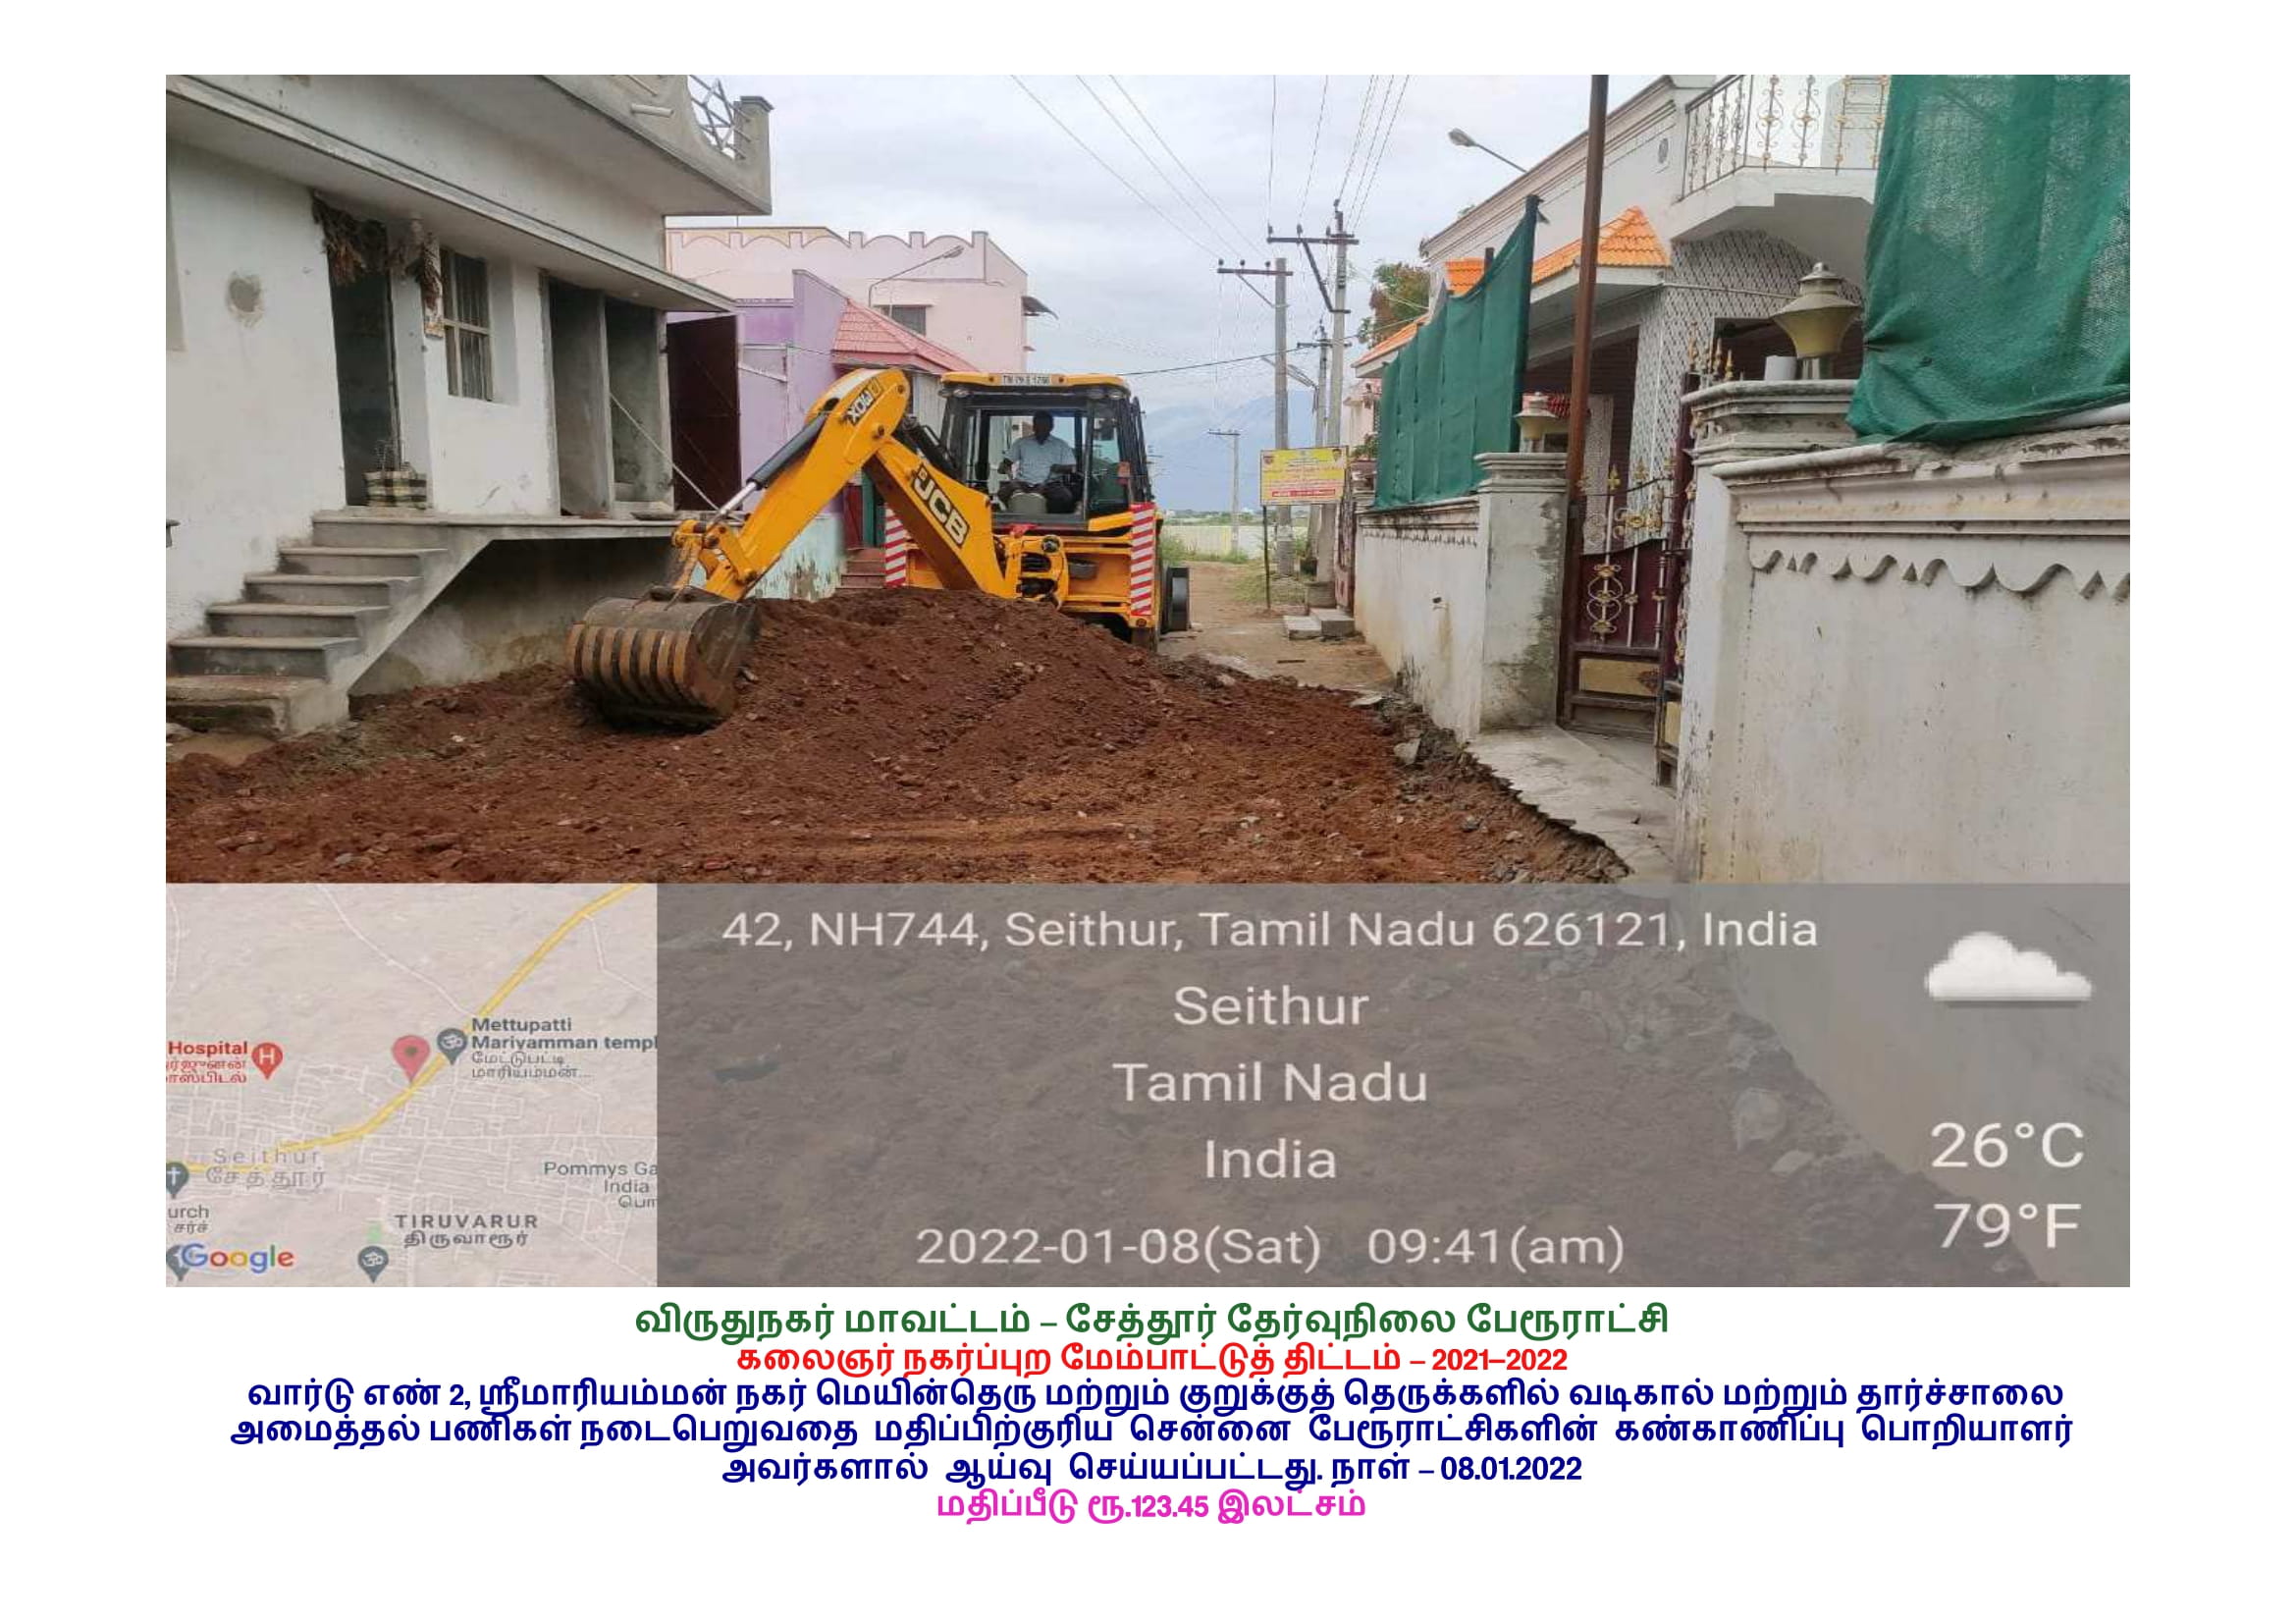 JCB
42, NH744, Seithur, Tamil Nadu 626121, India
Seithur
Tamil Nadu
India
2022-01-08(Sat) 09:41(am)
26°C
79°F
Mettupatti
Mariyamman templ
மேட்டுபட்டி
மாரியம்மன்...
Hospital
H
Seithur
சேத்தூர்
Pommys Ga
India
urch
சர்ச்
TIRUVARUR
திருவாரூர்
Google
விருதுநகர் மாவட்டம் – சேத்தூர் தேர்வுநிலை பேரூராட்சி
கலைஞர் நகர்ப்புற மேம்பாட்டுத் திட்டம் – 2021–2022
வார்டு எண் 2, ஸ்ரீமாரியம்மன் நகர் மெயின்தெரு மற்றும் குறுக்குத் தெருக்களில் வடிகால் மற்றும் தார்ச்சாலை
அமைத்தல் பணிகள் நடைபெறுவதை மதிப்பிற்குரிய சென்னை பேரூராட்சிகளின் கண்காணிப்பு பொறியாளர்
அவர்களால் ஆய்வு செய்யப்பட்டது. நாள் – 08.01.2022
மதிப்பீடு ரூ.123.45 இலட்சம்